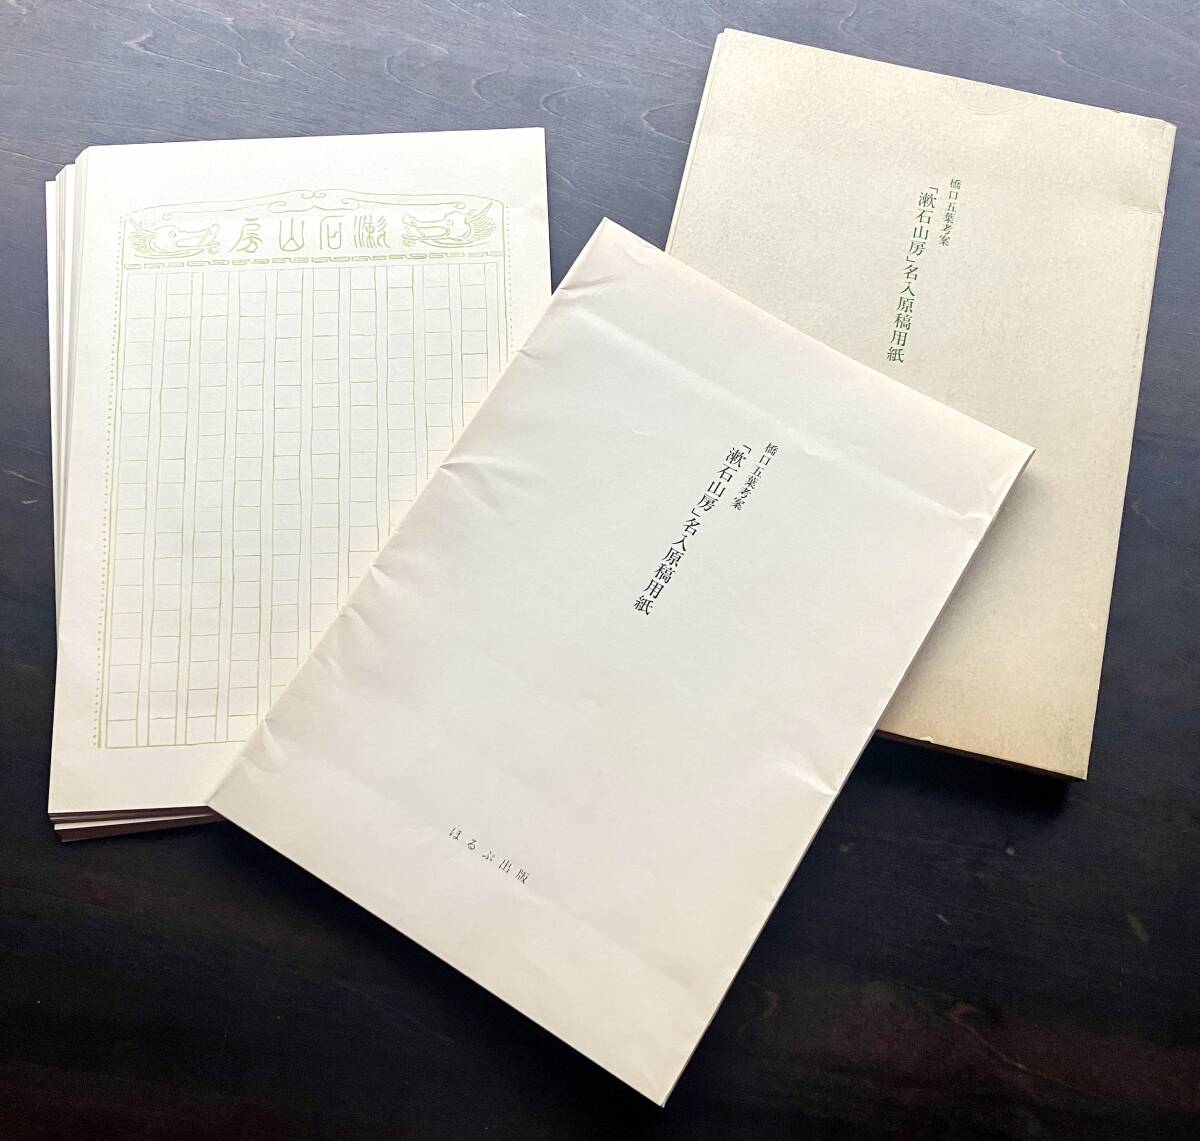 漱石山房
橋口五葉考案
「漱石山房」名入原稿用紙
橋口五葉考案
「漱石山房」名入原稿用紙
ほるぷ出版